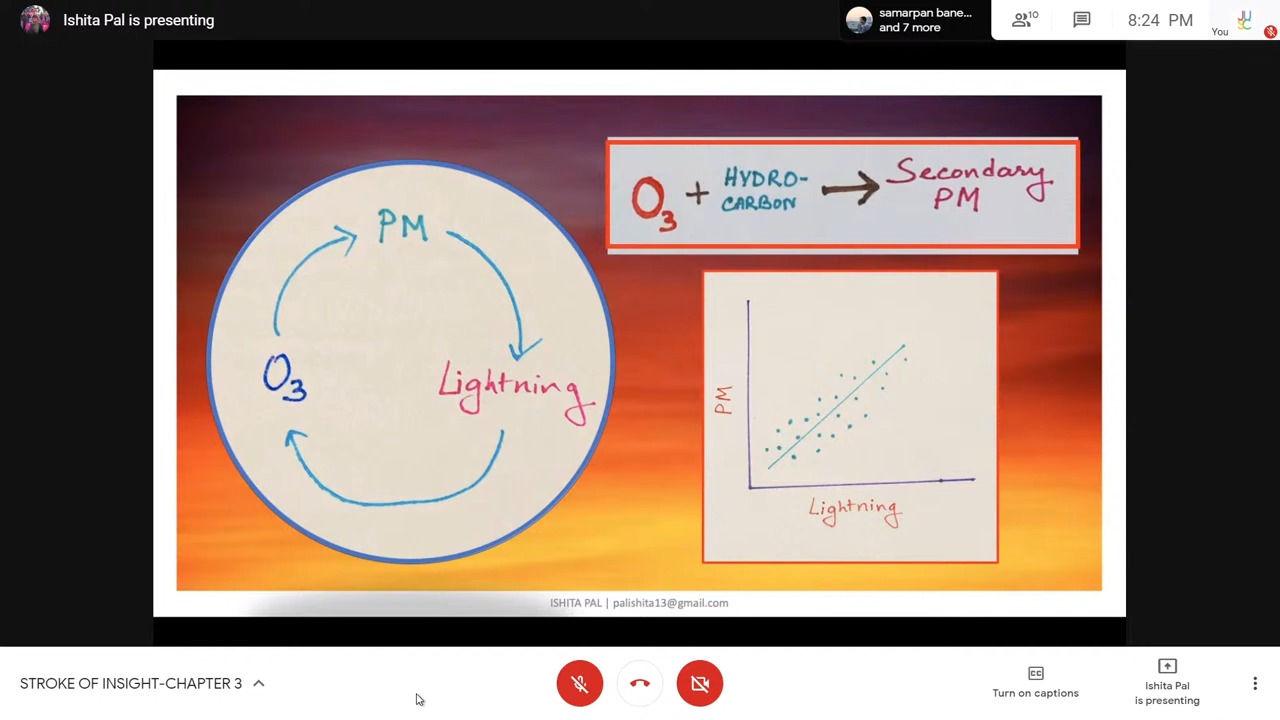 Ishita Pal is presenting
samarpan bane...
and 7 more
10
8:24 PM
You
PM
O3
Lightning
O3 + HYDRO-
CARBON
Secondary
PM
PM
Lightning
ISHITA PAL | palishita13@gmail.com
STROKE OF INSIGHT-CHAPTER 3
CC
Turn on captions
Ishita Pal
is presenting